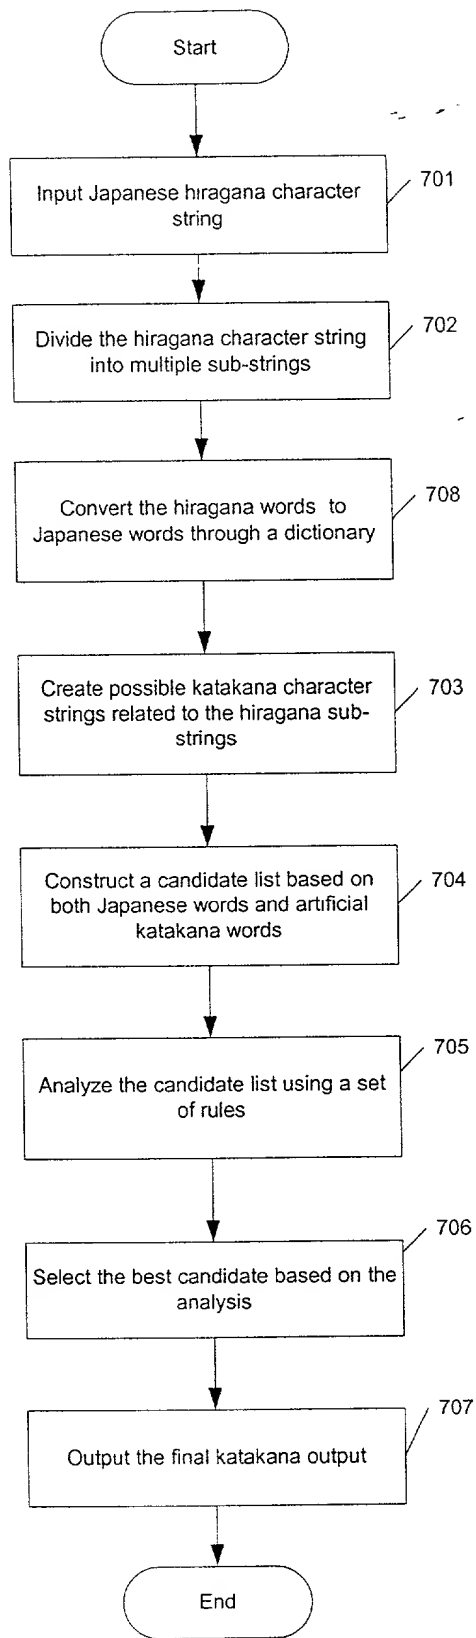 Start
701
Input Japanese hiragana character
string
702
Divide the hiragana character string
into multiple sub-strings
708
Convert the hiragana words to
Japanese words through a dictionary
703
Create possible katakana character
strings related to the hiragana sub-
strings
704
Construct a candidate list based on
both Japanese words and artificial
katakana words
705
Analyze the candidate list using a set
of rules
706
Select the best candidate based on the
analysis
707
Output the final katakana output
End